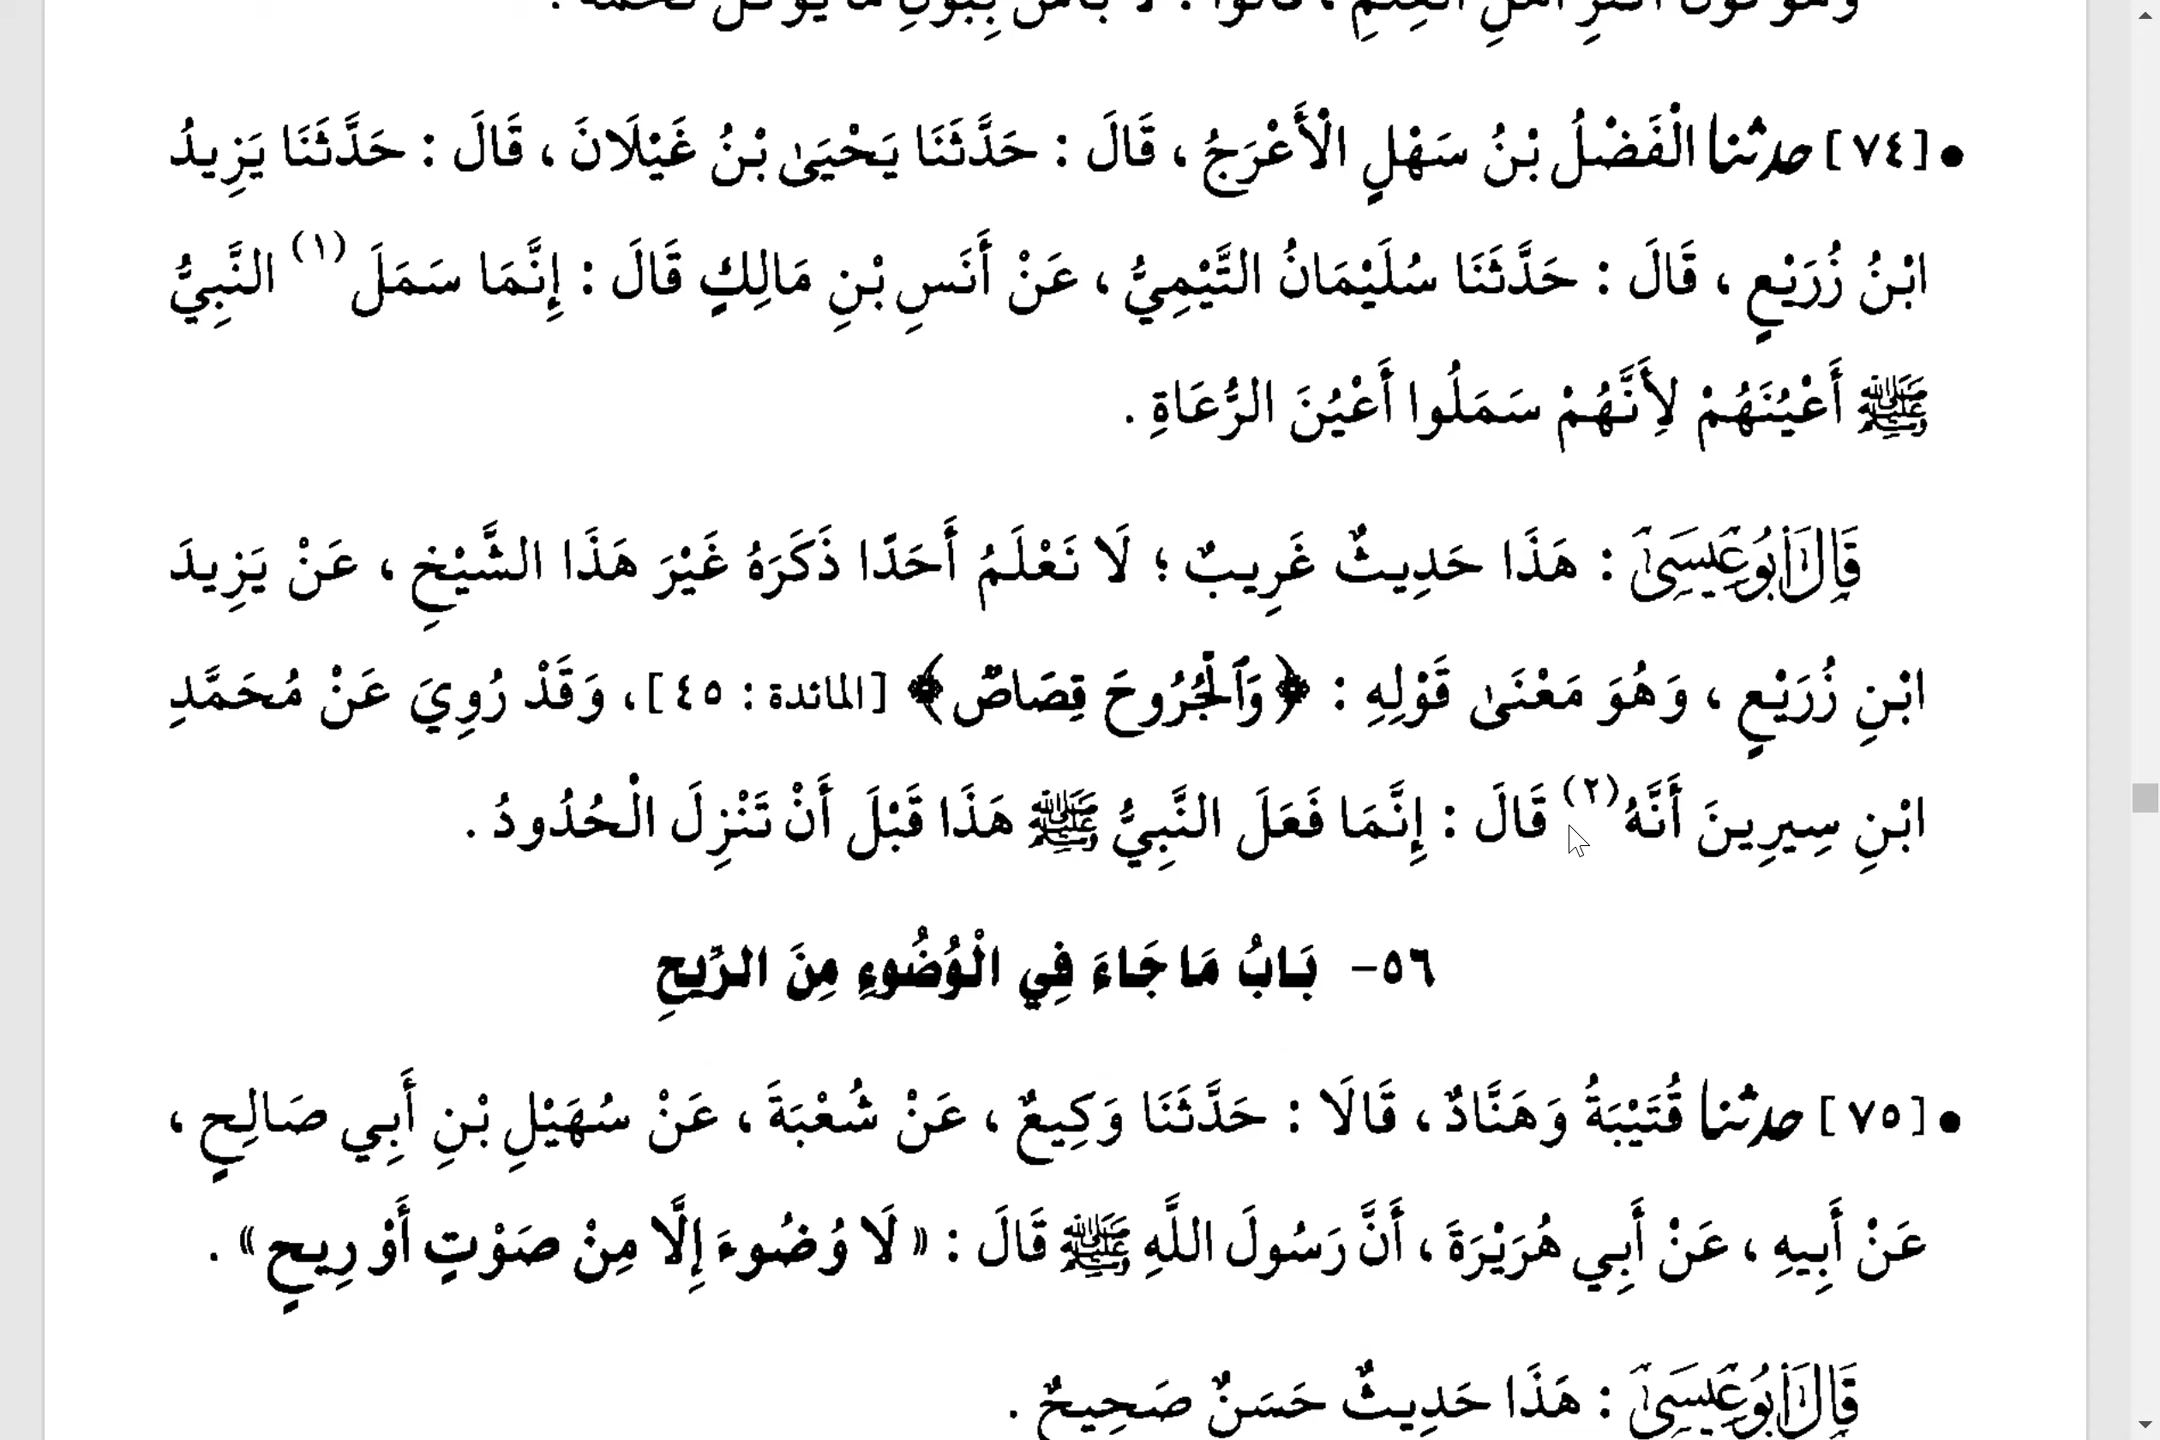 • [٧٤] حدثنا الْفَضْلُ بْنُ سَهْلٍ الْأَعْرَجُ ، قَالَ : حَدَّثَنَا يَحْيَىٰ بْنُ غَيْلَانَ ، قَالَ : حَدَّثَنَا يَزِيدُ
ابْنُ زُرَيْعٍ ، قَالَ : حَدَّثَنَا سُلَيْمَانُ التَّيْمِيُّ ، عَنْ أَنَسِ بْنِ مَالِكٍ قَالَ : إِنَّمَا سَمَلَ (١) النَّبِيُّ
ﷺ أَعْيُنَهُمْ لِأَنَّهُمْ سَمَلُوا أَعْيُنَ الرُّعَاةِ .
قَالَ أَبُو عِيسَىٰ : هَذَا حَدِيثٌ غَرِيبٌ ؛ لَا نَعْلَمُ أَحَدًا ذَكَرَهُ غَيْرَ هَذَا الشَّيْخِ ، عَنْ يَزِيدَ
ابْنِ زُرَيْعٍ ، وَهُوَ مَعْنَىٰ قَوْلِهِ : ﴿وَٱلْجُرُوحَ قِصَاصٌ﴾ [المائدة : ٤٥] ، وَقَدْ رُوِيَ عَنْ مُحَمَّدِ
ابْنِ سِيرِينَ أَنَّهُ (٢) قَالَ : إِنَّمَا فَعَلَ النَّبِيُّ ﷺ هَذَا قَبْلَ أَنْ تَنْزِلَ الْحُدُودُ .
٥٦- بَابُ مَا جَاءَ فِي الْوُضُوءِ مِنَ الرِّيحِ
• [٧٥] حدثنا قُتَيْبَةُ وَهَنَّادٌ ، قَالَا : حَدَّثَنَا وَكِيعٌ ، عَنْ شُعْبَةَ ، عَنْ سُهَيْلِ بْنِ أَبِي صَالِحٍ ،
عَنْ أَبِيهِ ، عَنْ أَبِي هُرَيْرَةَ ، أَنَّ رَسُولَ اللَّهِ ﷺ قَالَ : « لَا وُضُوءَ إِلَّا مِنْ صَوْتٍ أَوْ رِيحٍ » .
قَالَ أَبُو عِيسَىٰ : هَذَا حَدِيثٌ حَسَنٌ صَحِيحٌ .